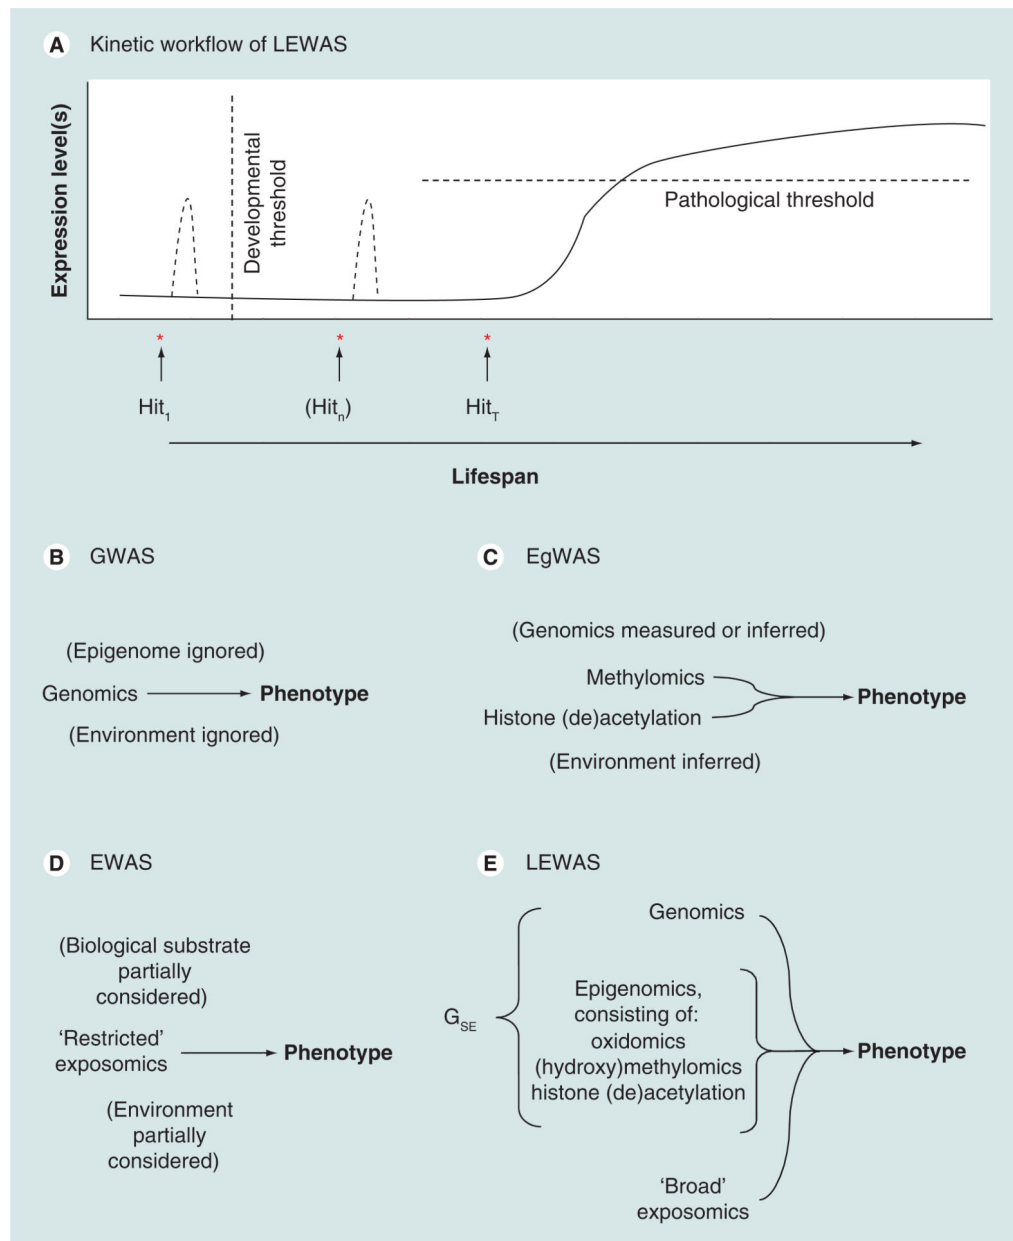 A Kinetic workflow of LEWAS
Expression level(s)
Developmental
threshold
Pathological threshold
* * *
Hit₁ (Hitₙ) Hit_T
Lifespan
B GWAS
(Epigenome ignored)
Genomics Phenotype
(Environment ignored)
C EgWAS
(Genomics measured or inferred)
Methylomics
Histone (de)acetylation
Phenotype
(Environment inferred)
D EWAS
(Biological substrate
partially
considered)
‘Restricted’
exposomics
Phenotype
(Environment
partially
considered)
E LEWAS
Genomics
G_SE
Epigenomics,
consisting of:
oxidomics
(hydroxy)methylomics
histone (de)acetylation
Phenotype
‘Broad’
exposomics